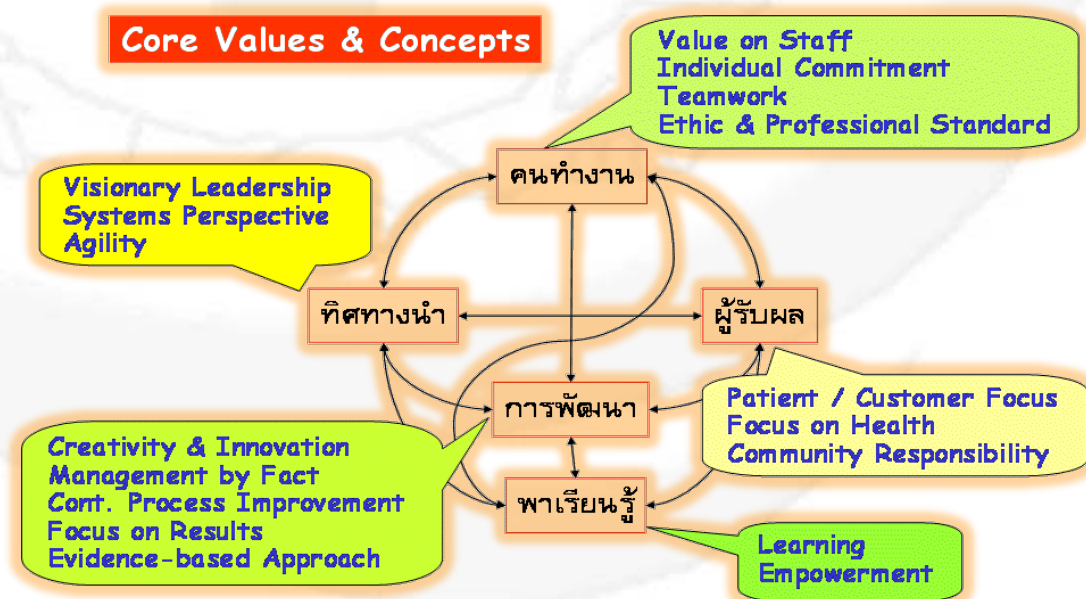 Core Values & Concepts
Value on Staff
Individual Commitment
Teamwork
Ethic & Professional Standard
คนทำงาน
Visionary Leadership
Systems Perspective
Agility
ทิศทางนำ
ผู้รับผล
Patient / Customer Focus
Focus on Health
Community Responsibility
การพัฒนา
Creativity & Innovation
Management by Fact
Cont. Process Improvement
Focus on Results
Evidence-based Approach
พาเรียนรู้
Learning
Empowerment